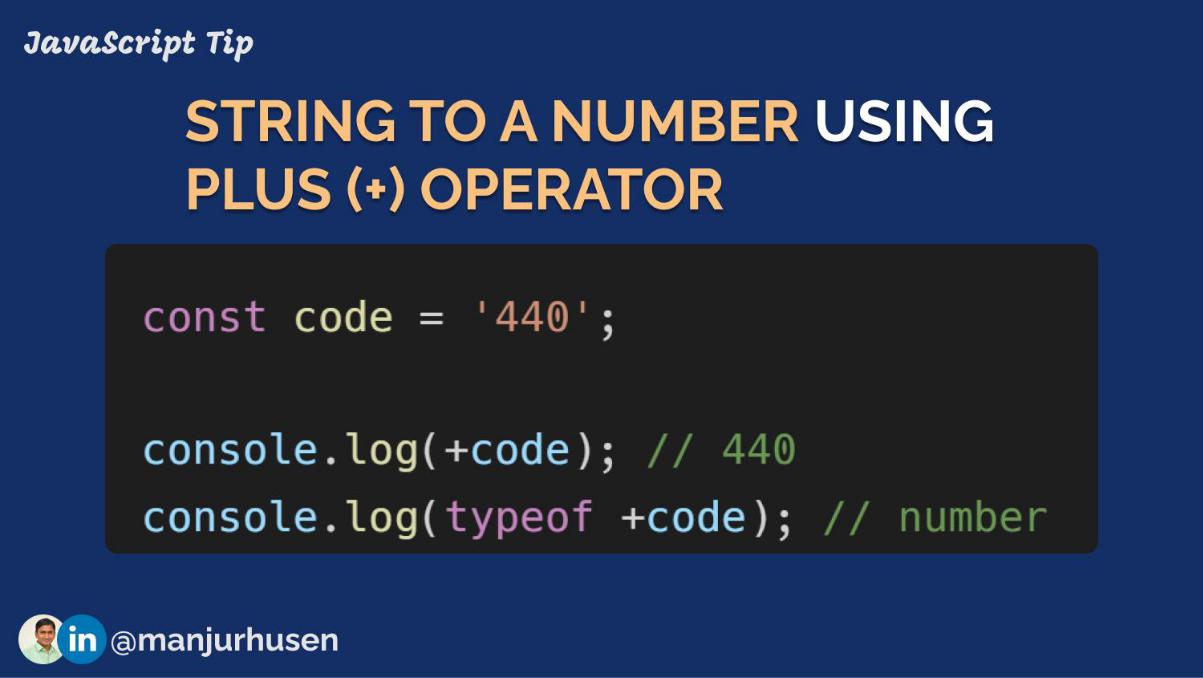 JavaScript Tip
STRING TO A NUMBER USING
PLUS (+) OPERATOR
const code = '440';
console.log(+code); // 440
console.log(typeof +code); // number
in @manjurhusen